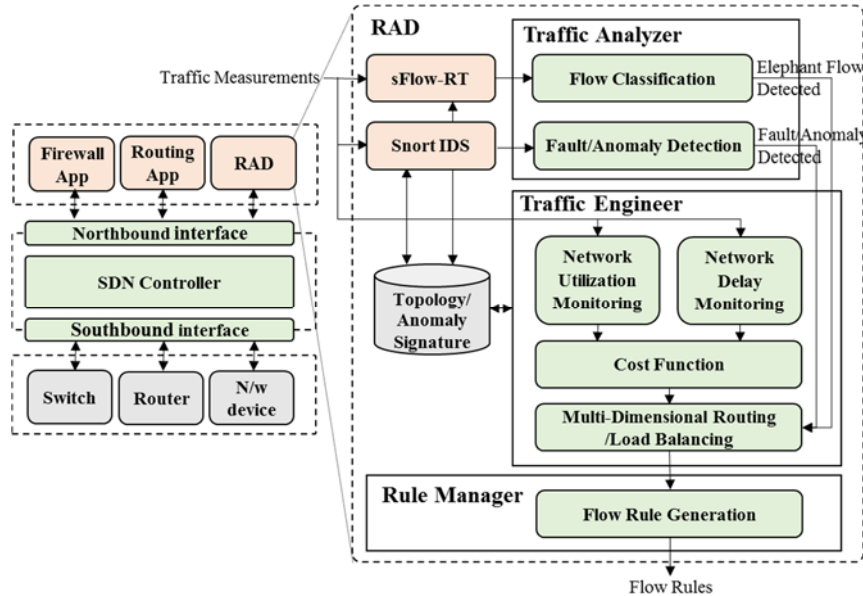 RAD
Traffic Analyzer
Traffic Measurements
sFlow-RT
Flow Classification
Elephant Flow
Detected
Snort IDS
Fault/Anomaly Detection
Fault/Anomaly
Detected
Firewall
App
Routing
App
RAD
Northbound interface
SDN Controller
Southbound interface
Switch
Router
N/w
device
Topology/
Anomaly
Signature
Traffic Engineer
Network
Utilization
Monitoring
Network
Delay
Monitoring
Cost Function
Multi-Dimensional Routing
/Load Balancing
Rule Manager
Flow Rule Generation
Flow Rules